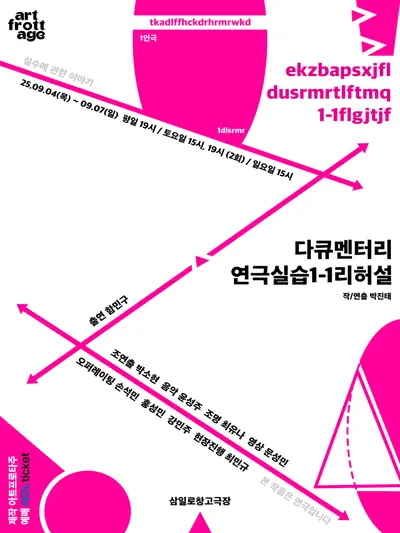 art
frott
age
tkadlffhckdrhrmrwkd
1연극
실수에 관한 이야기
25.09.04(목) ~ 09.07(일) 평일 19시 / 토요일 15시, 19시 (2회) / 일요일 15시
ekzbapsxjfl
dusrmrtlftmq
1-1flgjtjf
1dlsrmr
다큐멘터리
연극실습1-1리허설
작/연출 박진태
출연 합민구
조연출 박소현 음악 윤성주 조명 최유나 영상 문성민
오퍼레이팅 손석민 홍성민 강민주 현장진행 최민규
본 작품은 연극입니다
제작 아트프로타주
예매 ticket
삼일로창고극장